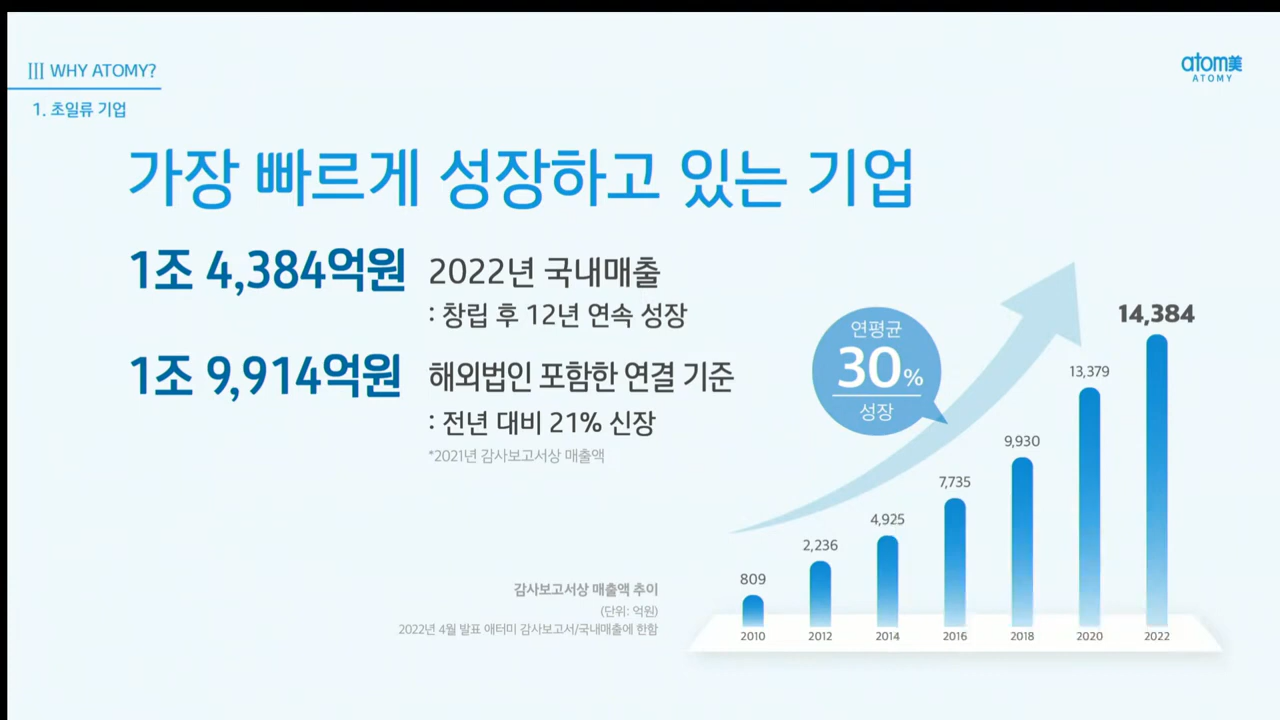 Ⅲ WHY ATOMY?
1. 초일류 기업
atom美
ATOMY
가장 빠르게 성장하고 있는 기업
1조 4,384억원 2022년 국내매출
: 창립 후 12년 연속 성장
1조 9,914억원 해외법인 포함한 연결 기준
: 전년 대비 21% 신장
*2021년 감사보고서상 매출액
연평균
30%
성장
감사보고서상 매출액 추이
(단위: 억원)
2022년 4월 발표 애터미 감사보고서/국내매출에 한함
809
2,236
4,925
7,735
9,930
13,379
14,384
2010 2012 2014 2016 2018 2020 2022